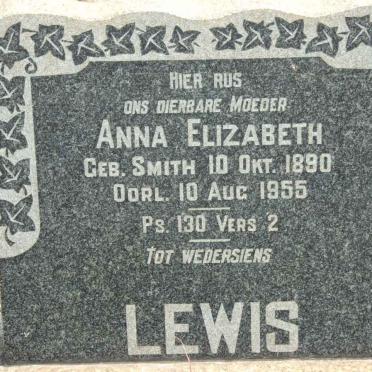 HIER RUS
ONS DIERBARE MOEDER
ANNA ELIZABETH
GEB. SMITH 10 OKT. 1890
OORL. 10 AUG 1955
PS. 130 VERS 2
TOT WEDERSIENS
LEWIS